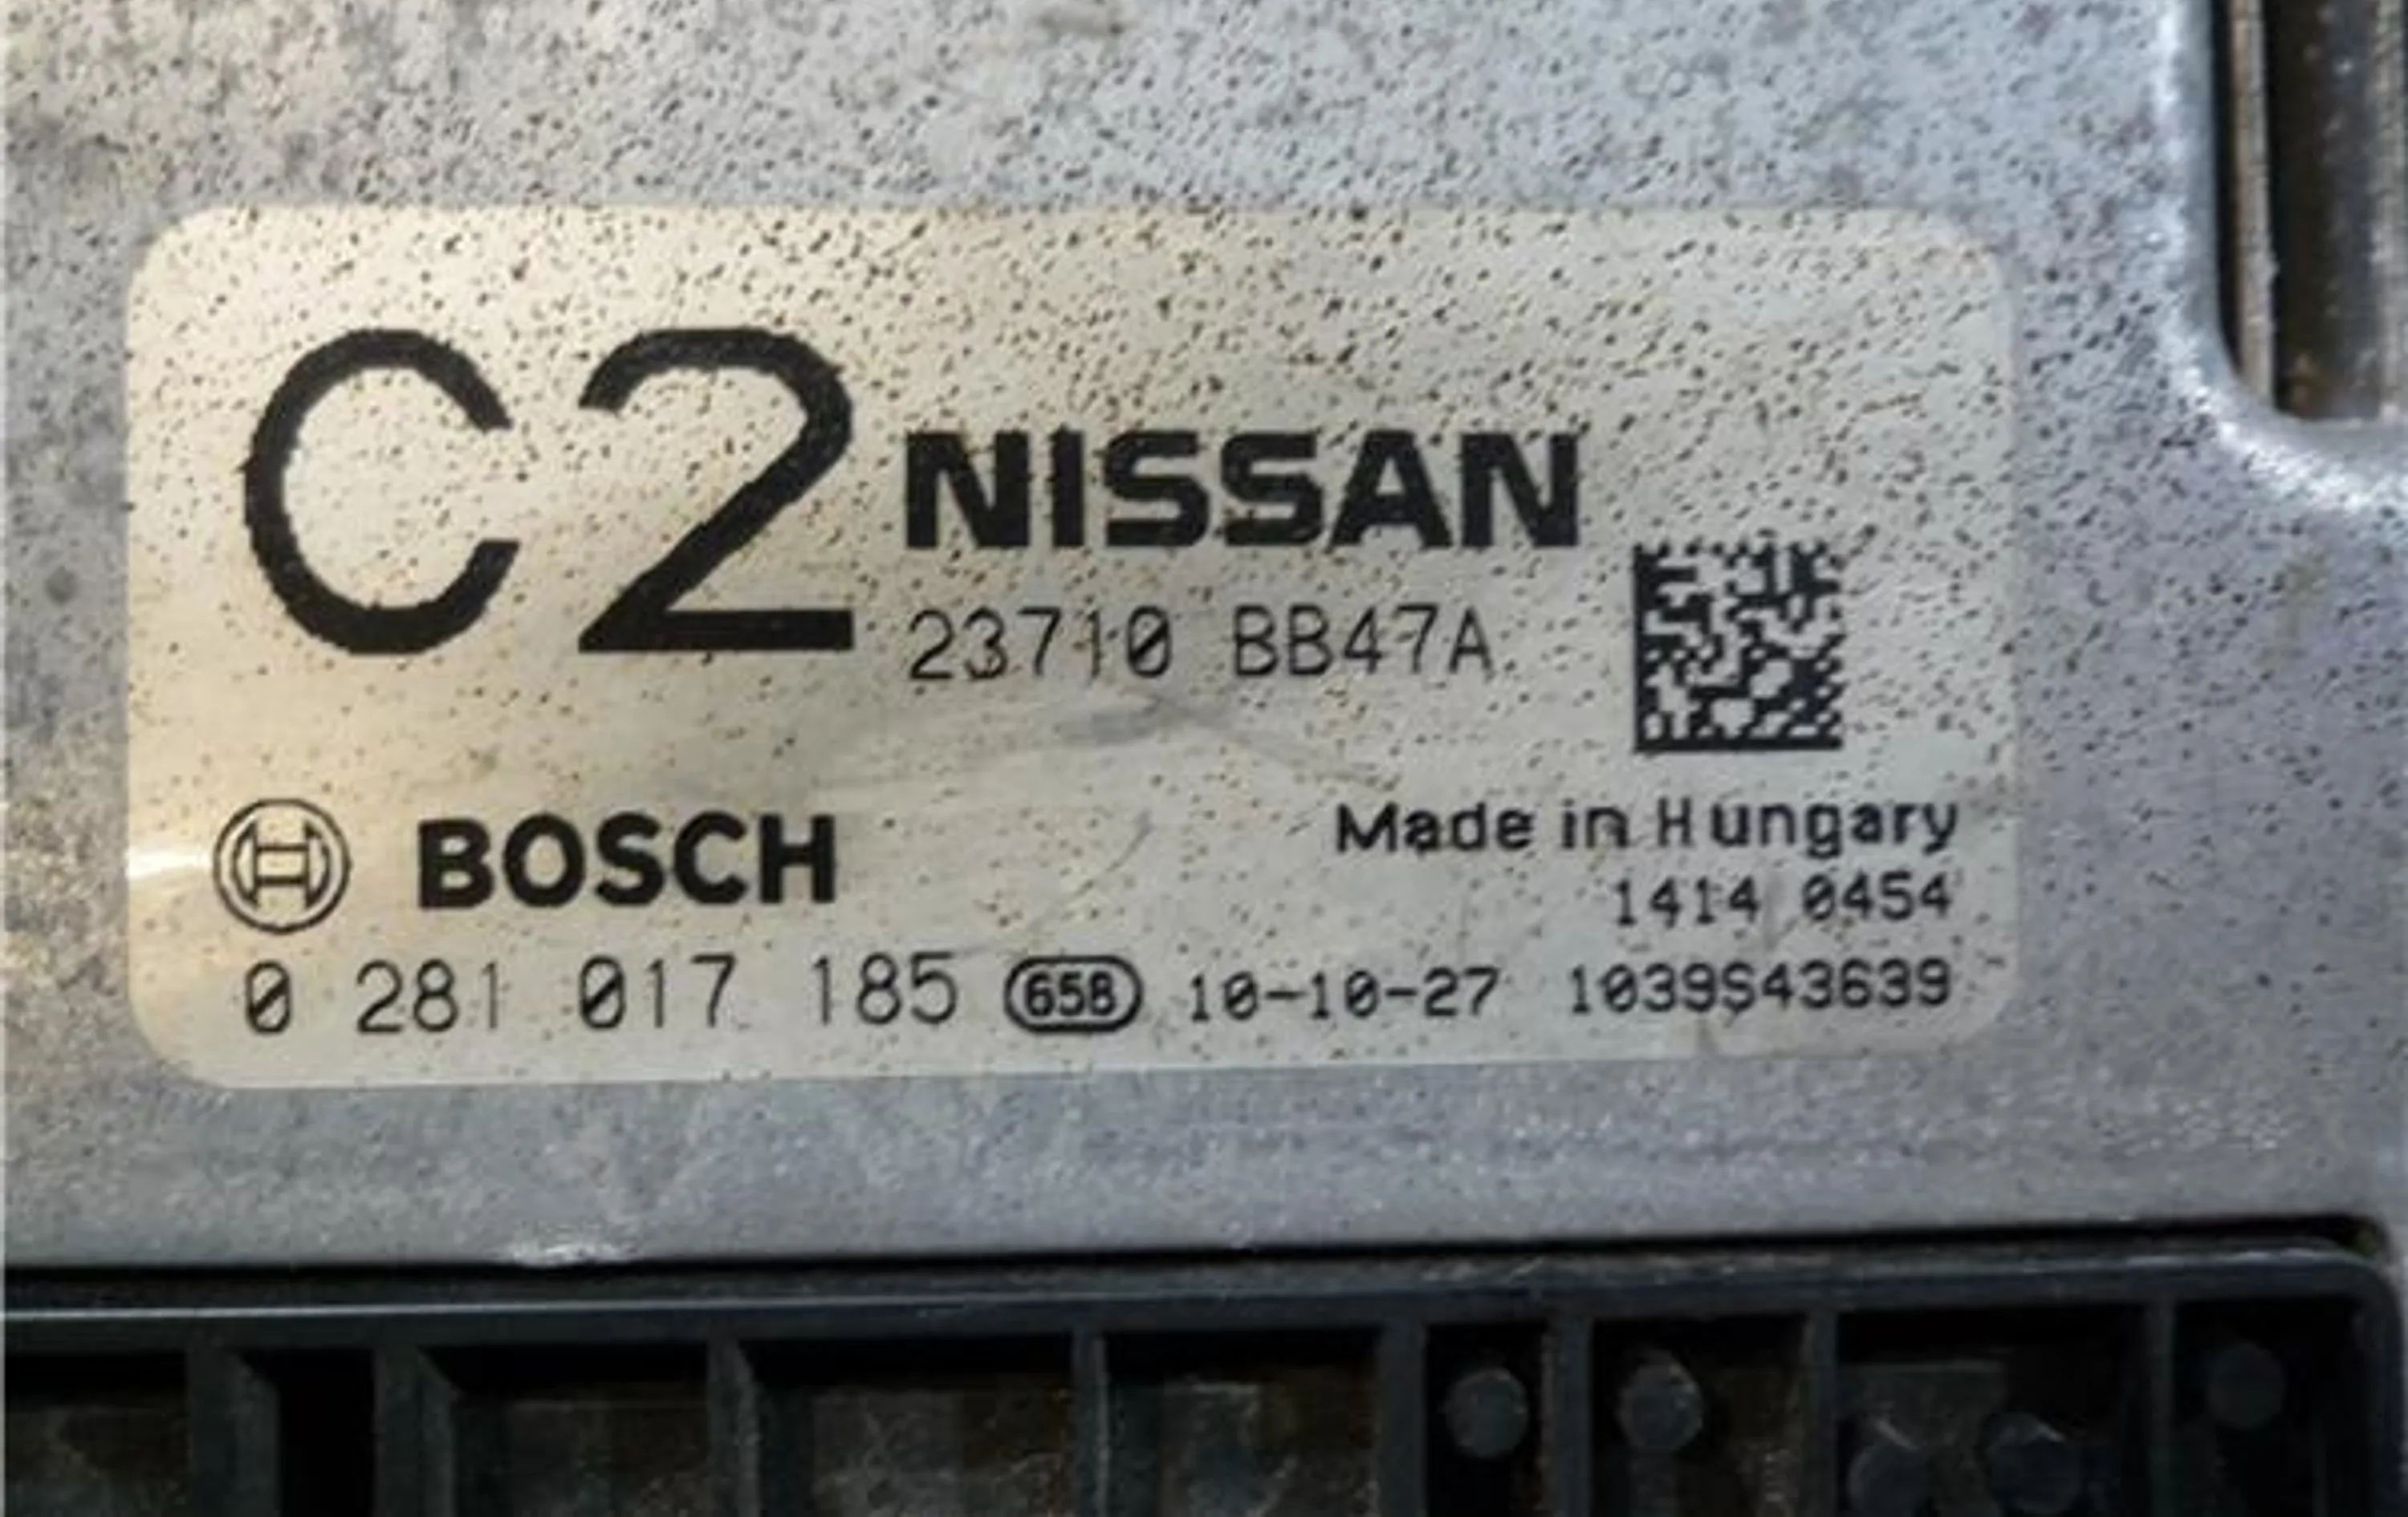 C2 NISSAN
23710 BB47A
BOSCH
Made in Hungary
1414 0454
0 281 017 185 658 10-10-27 1039S43639